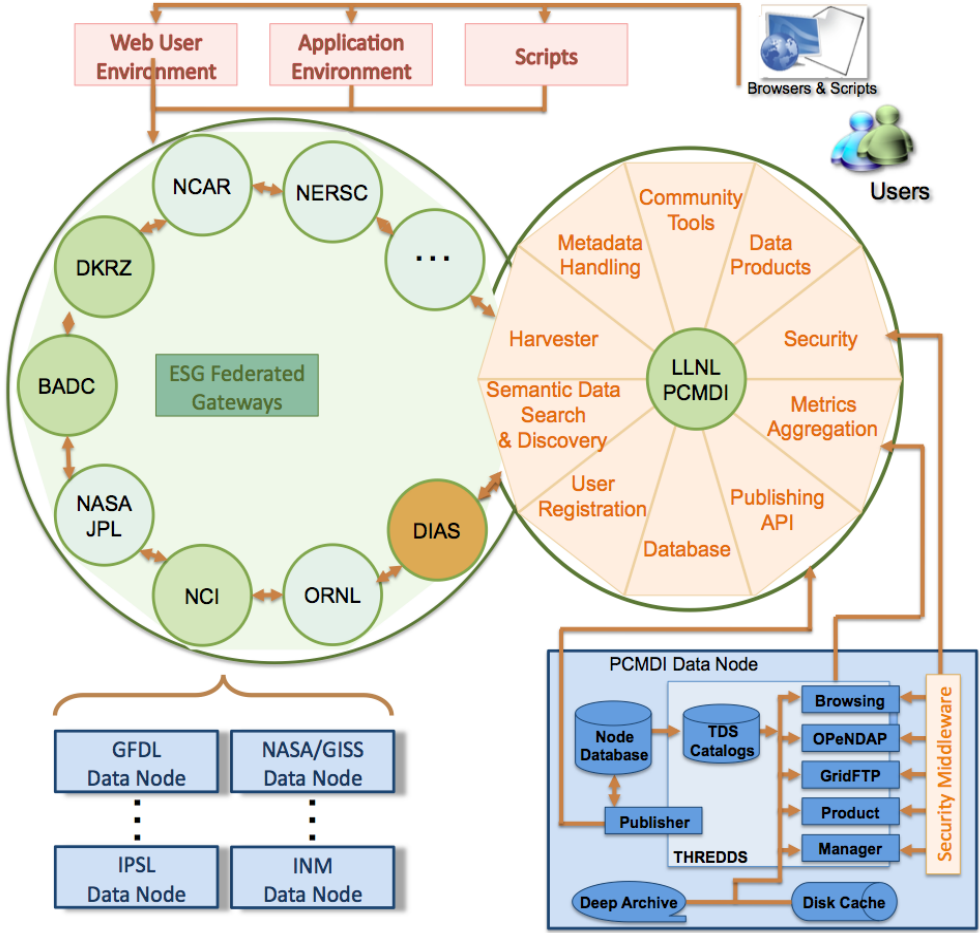 Web User
Environment
Application
Environment
Scripts
Browsers & Scripts
Users
NCAR
NERSC
...
DKRZ
BADC
NASA
JPL
NCI
ORNL
DIAS
ESG Federated
Gateways
Community
Tools
Metadata
Handling
Data
Products
Harvester
Security
LLNL
PCMDI
Semantic Data
Search
& Discovery
Metrics
Aggregation
User
Registration
Publishing
API
Database
GFDL
Data Node
NASA/GISS
Data Node
IPSL
Data Node
INM
Data Node
PCMDI Data Node
Node
Database
TDS
Catalogs
Publisher
THREDDS
Browsing
OPeNDAP
GridFTP
Product
Manager
Security Middleware
Deep Archive
Disk Cache